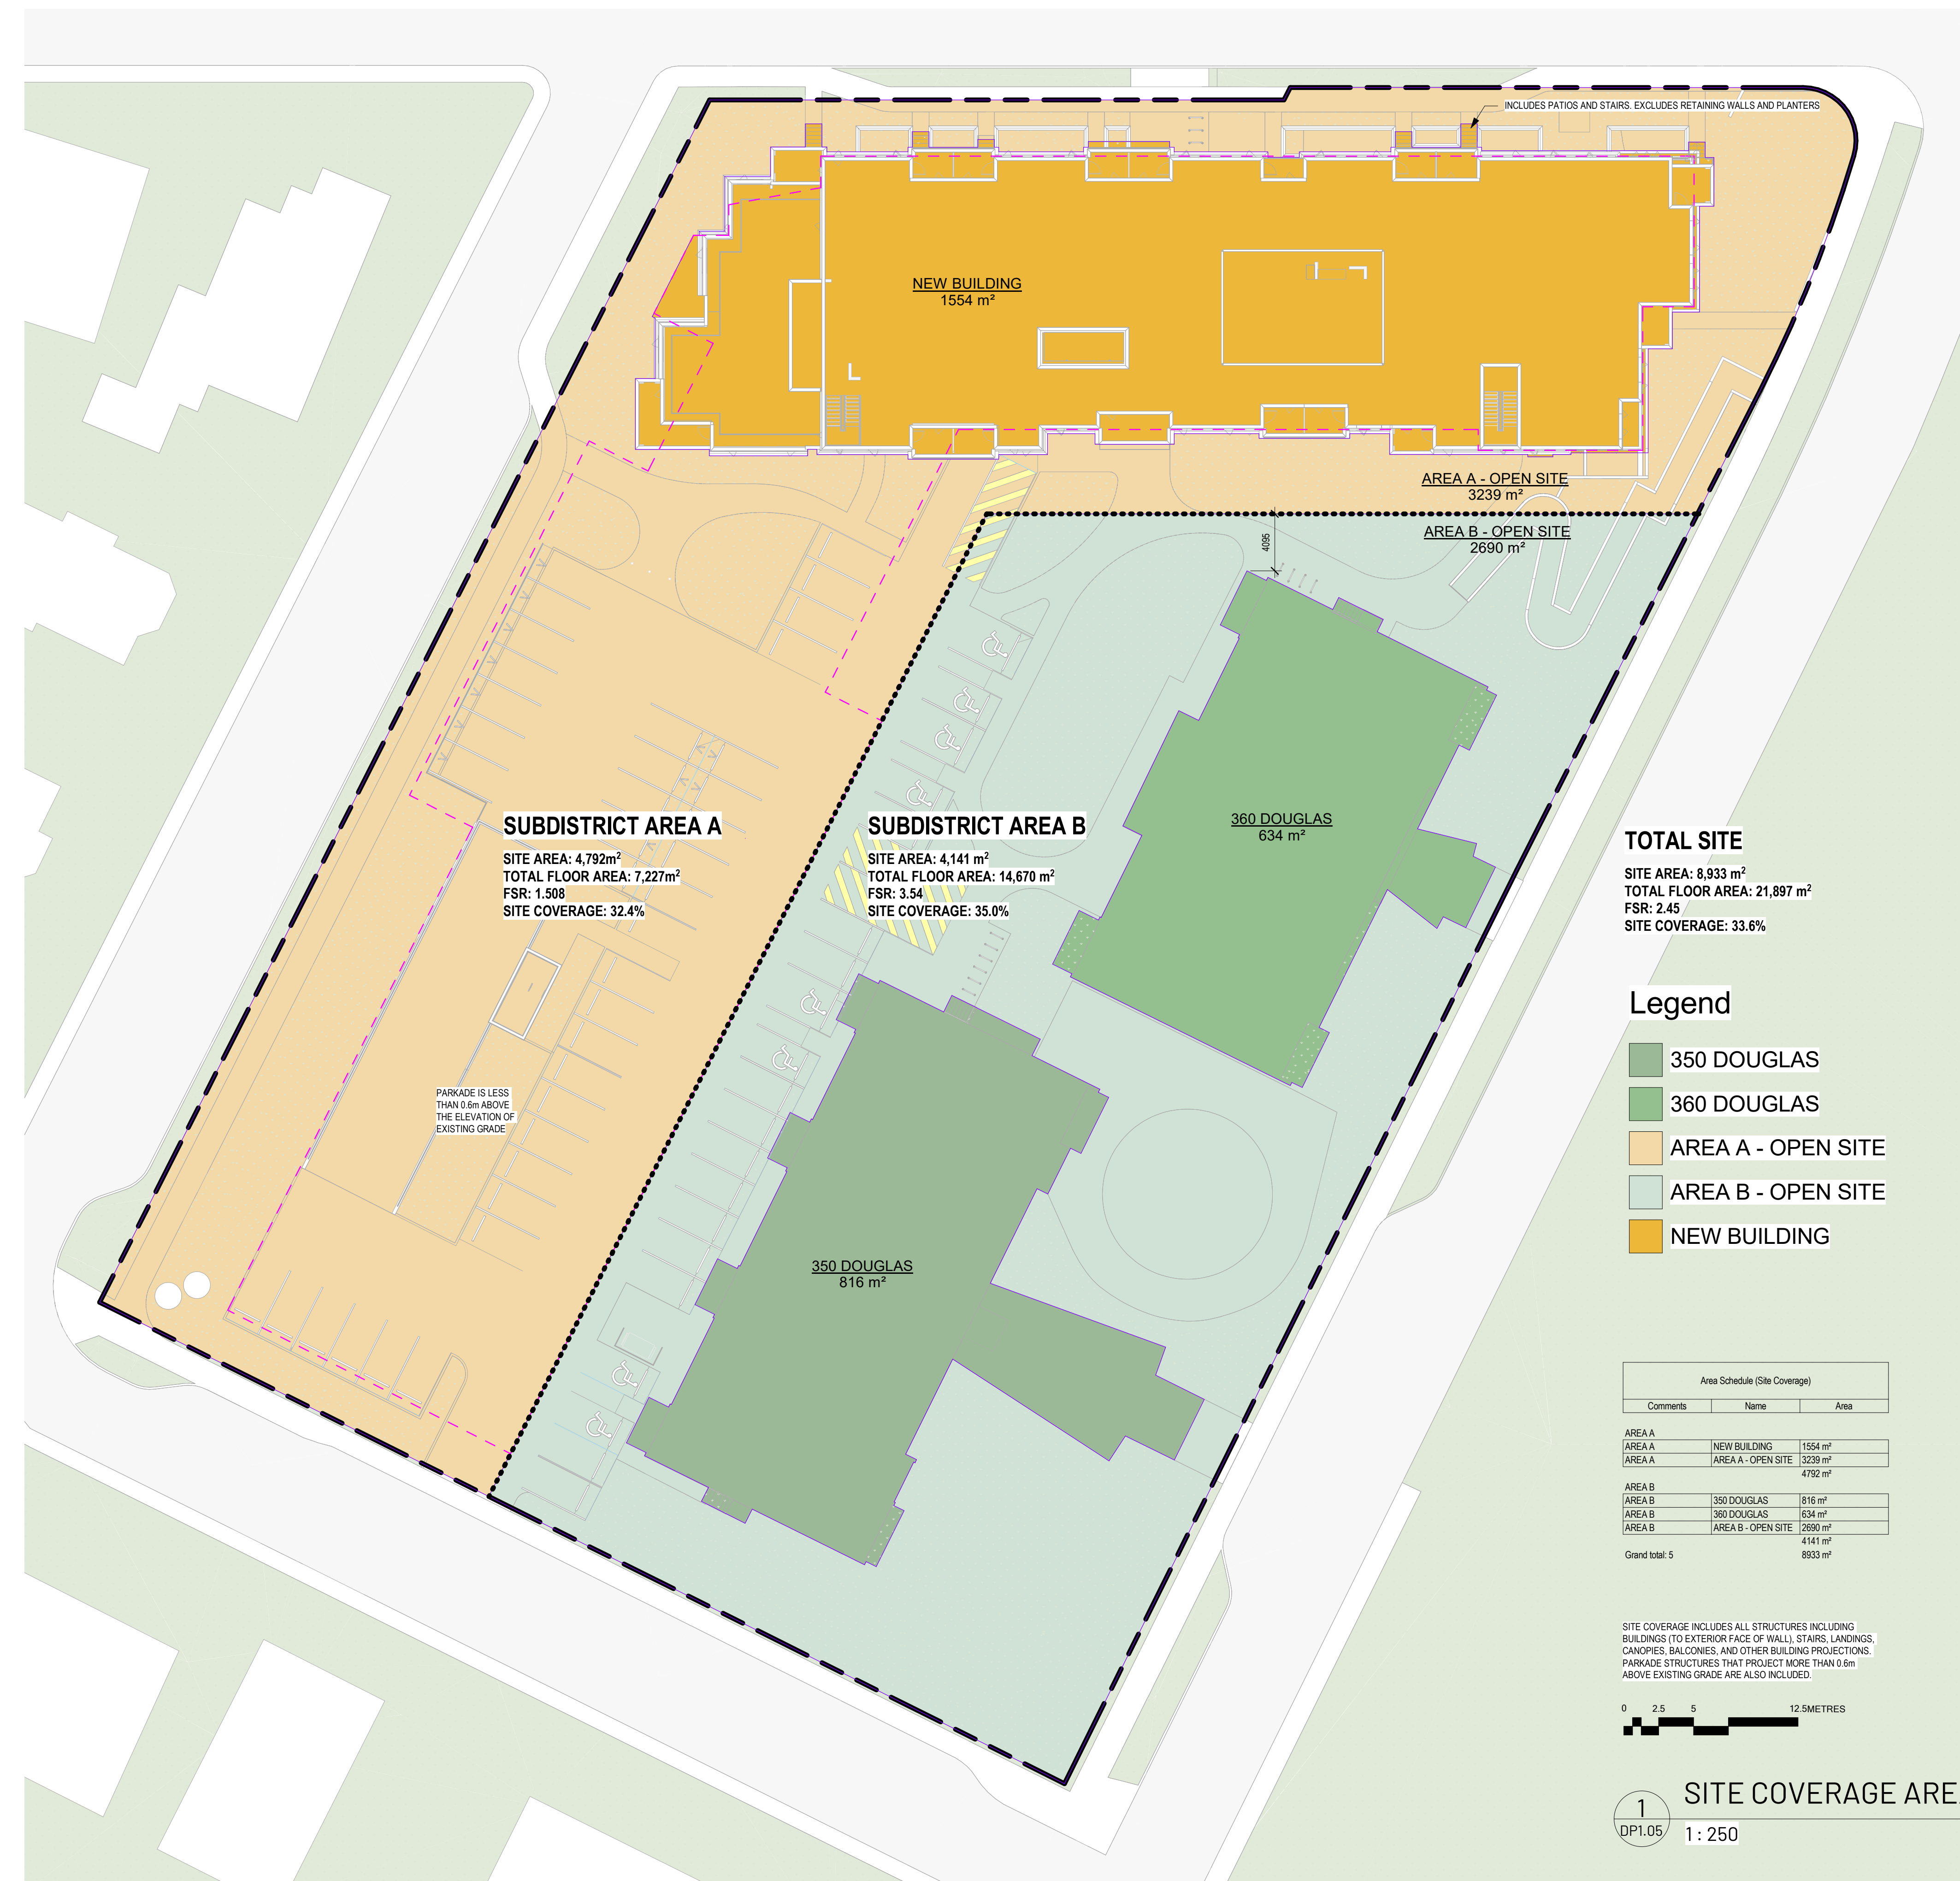 INCLUDES PATIOS AND STAIRS. EXCLUDES RETAINING WALLS AND PLANTERS
NEW BUILDING
1554 m²
AREA A - OPEN SITE
3239 m²
AREA B - OPEN SITE
2690 m²
4095
360 DOUGLAS
634 m²
SUBDISTRICT AREA A
SITE AREA: 4,792m²
TOTAL FLOOR AREA: 7,227m²
FSR: 1.508
SITE COVERAGE: 32.4%
SUBDISTRICT AREA B
SITE AREA: 4,141 m²
TOTAL FLOOR AREA: 14,670 m²
FSR: 3.54
SITE COVERAGE: 35.0%
TOTAL SITE
SITE AREA: 8,933 m²
TOTAL FLOOR AREA: 21,897 m²
FSR: 2.45
SITE COVERAGE: 33.6%
PARKADE IS LESS
THAN 0.6m ABOVE
THE ELEVATION OF
EXISTING GRADE
350 DOUGLAS
816 m²
Legend
350 DOUGLAS
360 DOUGLAS
AREA A - OPEN SITE
AREA B - OPEN SITE
NEW BUILDING
Area Schedule (Site Coverage)
Comments Name Area
AREA A
AREA A NEW BUILDING 1554 m²
AREA A AREA A - OPEN SITE 3239 m²
4792 m²
AREA B
AREA B 350 DOUGLAS 816 m²
AREA B 360 DOUGLAS 634 m²
AREA B AREA B - OPEN SITE 2690 m²
4141 m²
Grand total: 5 8933 m²
SITE COVERAGE INCLUDES ALL STRUCTURES INCLUDING
BUILDINGS (TO EXTERIOR FACE OF WALL), STAIRS, LANDINGS,
CANOPIES, BALCONIES, AND OTHER BUILDING PROJECTIONS.
PARKADE STRUCTURES THAT PROJECT MORE THAN 0.6m
ABOVE EXISTING GRADE ARE ALSO INCLUDED.
0 2.5 5 12.5METRES
1
DP1.05
SITE COVERAGE ARE
1 : 250